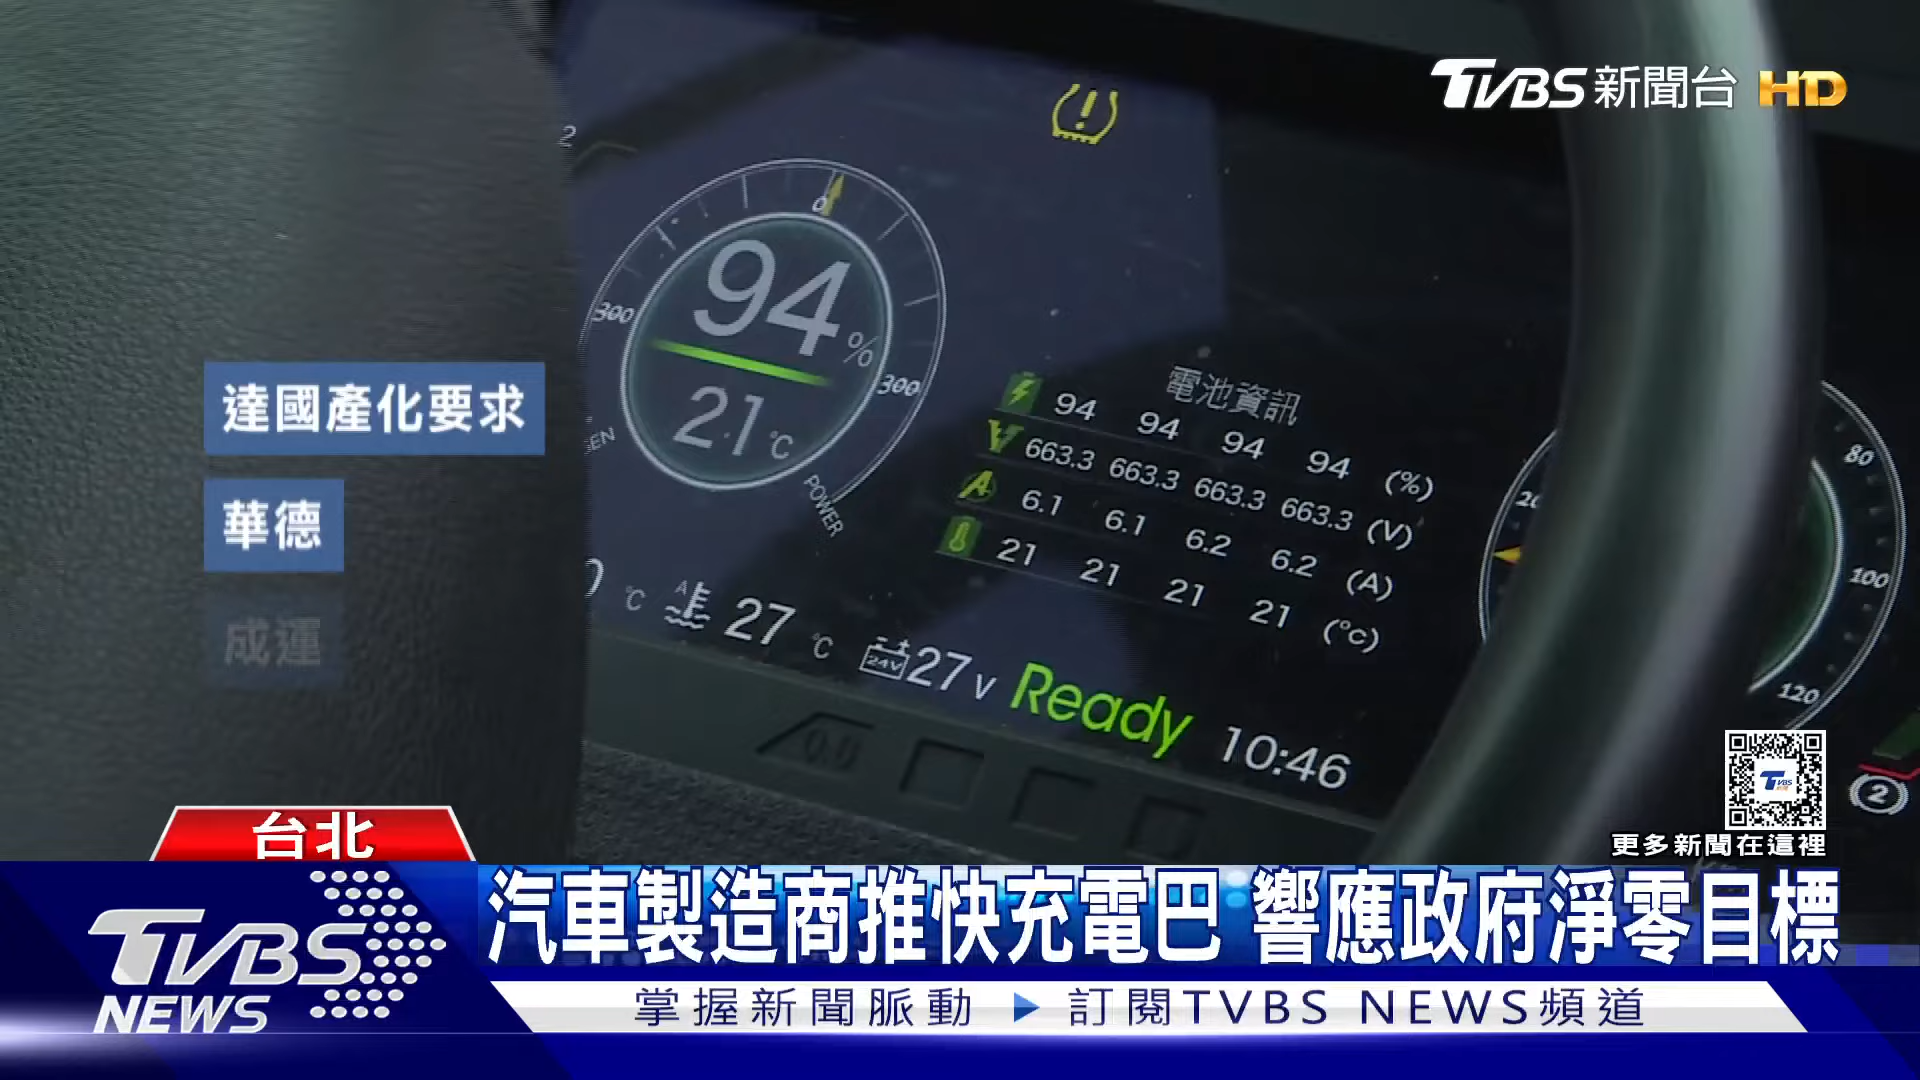 TVBS新聞台 HD
2
0
94%
300
300
21℃
EN
POWER
達國產化要求
電池資訊
94 94 94 94 (%)
663.3 663.3 663.3 663.3 (V)
A 6.1 6.1 6.2 6.2 (A)
21 21 21 21 (℃)
華德
成運
℃ A 27℃ 24V 27V Ready 10:46
0.0
80
100
120
2
更多新聞在這裡
台北
汽車製造商推快充電巴 響應政府淨零目標
TVBS NEWS
掌握新聞脈動 ▶ 訂閱TVBS NEWS頻道